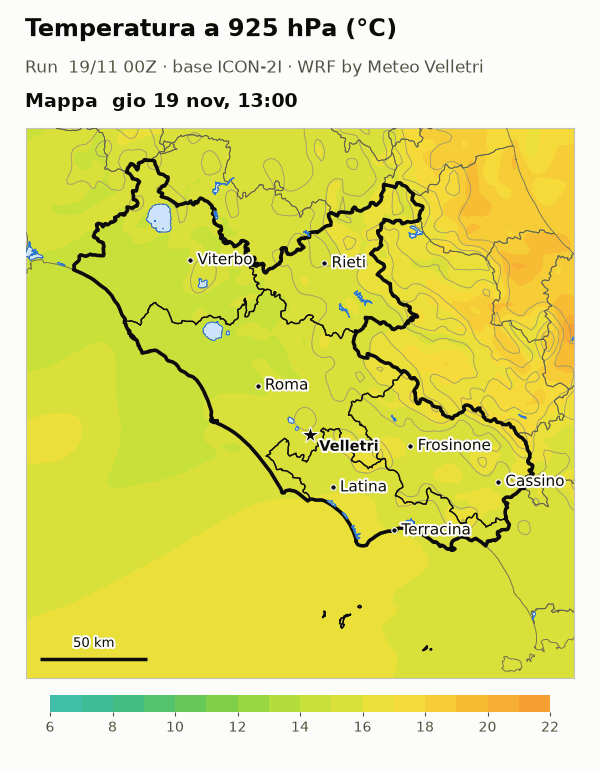 Temperatura a 925 hPa (°C)
Run  19/11 00Z · base ICON-2I · WRF by Meteo Velletri
Mappa  gio 19 nov, 13:00
Viterbo
Rieti
Roma
Velletri
Frosinone
Latina
Cassino
Terracina
50 km
6 8 10 12 14 16 18 20 22